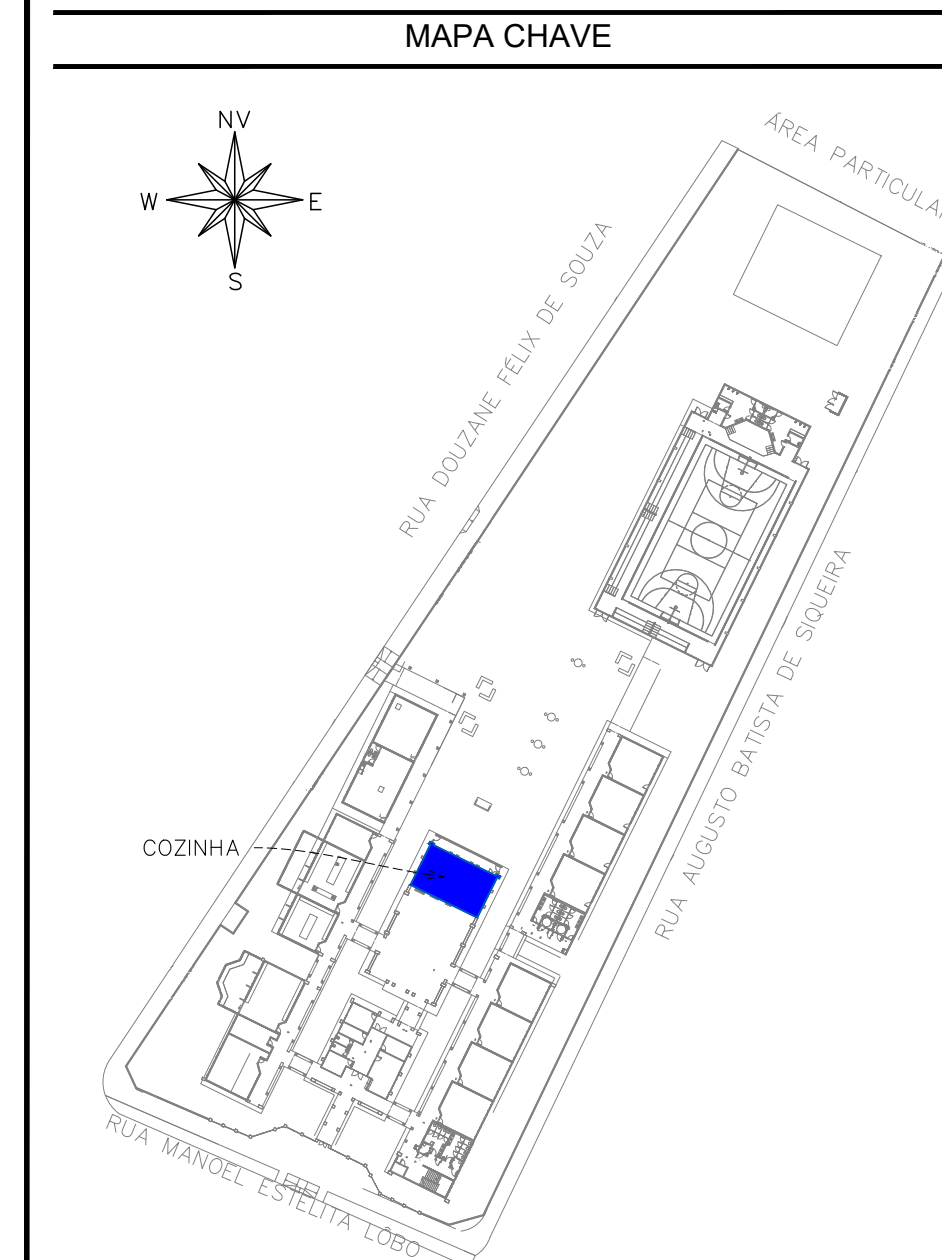 MAPA CHAVE
NV
W
E
S
ÁREA PARTICULAR
RUA DOUZANE FÉLIX DE SOUZA
RUA AUGUSTO BATISTA DE SIQUEIRA
COZINHA
RUA MANOEL ESTELITA LÔBO